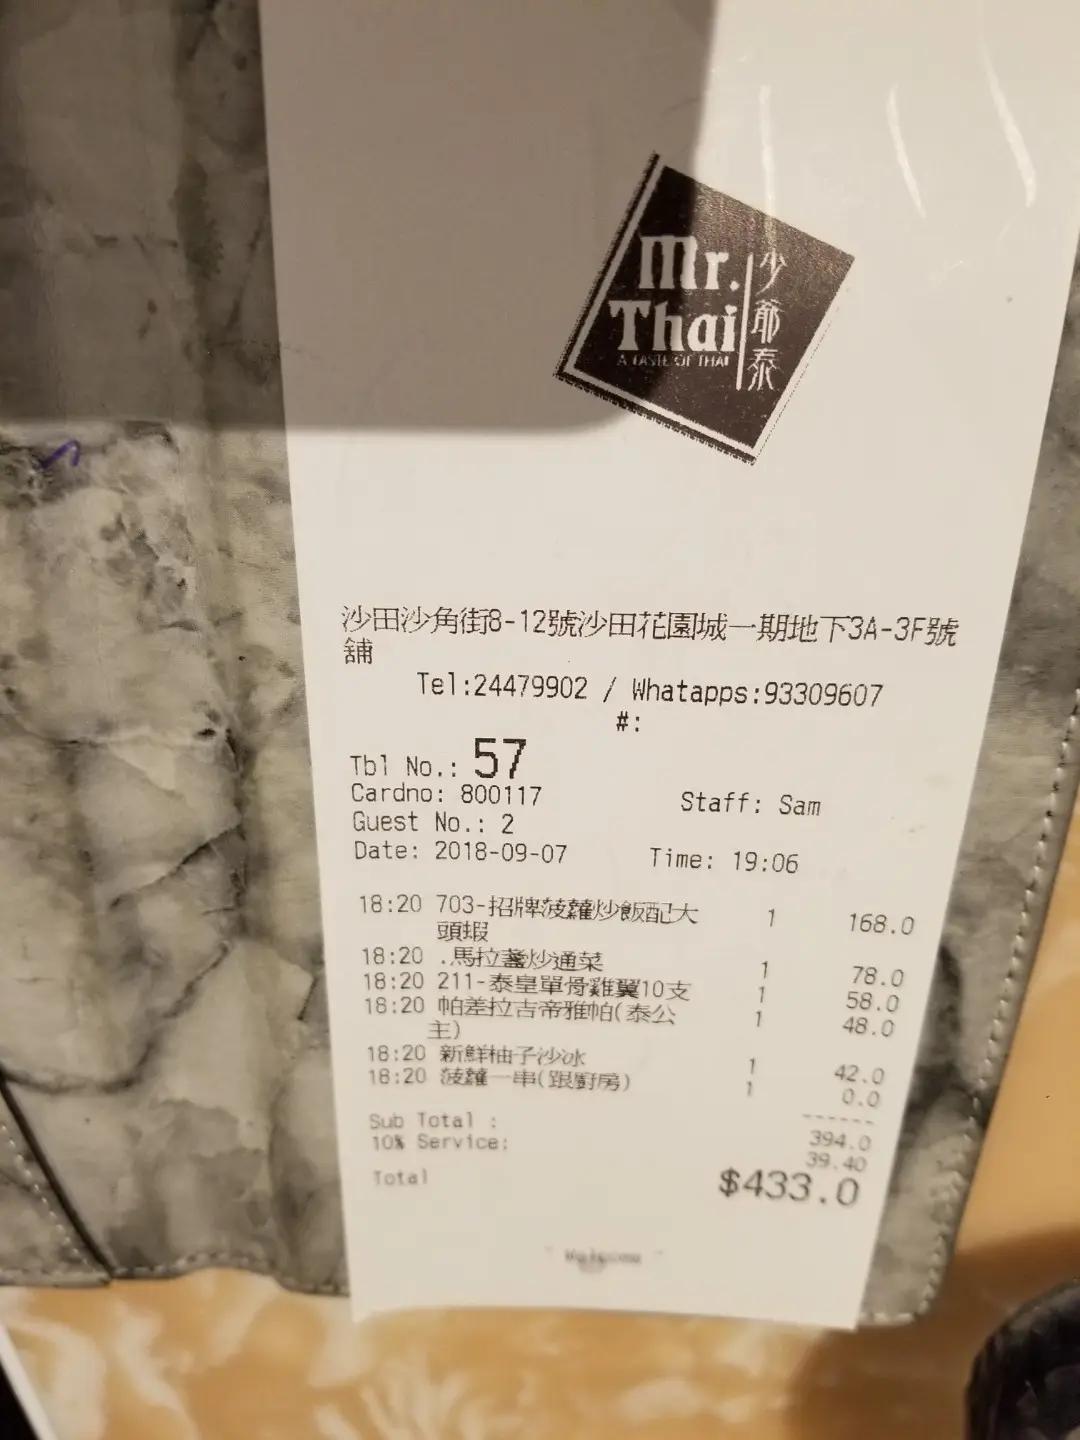 Mr.
Thai
A TASTE OF THAI
少爺泰
沙田沙角街8-12號沙田花園城一期地下3A-3F號
舖
Tel:24479902 / Whatapps:93309607
#:
Tbl No.: 57
Cardno: 800117 Staff: Sam
Guest No.: 2
Date: 2018-09-07 Time: 19:06
18:20 703-招牌菠蘿炒飯配大 1 168.0
頭蝦
18:20 .馬拉盞炒通菜 1 78.0
18:20 211-泰皇單骨雞翼10支 1 58.0
18:20 帕差拉吉帝雅帕(泰公 1 48.0
主)
18:20 新鮮柚子沙冰 1 42.0
18:20 菠蘿一串(跟廚房) 1 0.0
Sub Total : 394.0
10% Service: 39.40
Total $433.0
Welcome